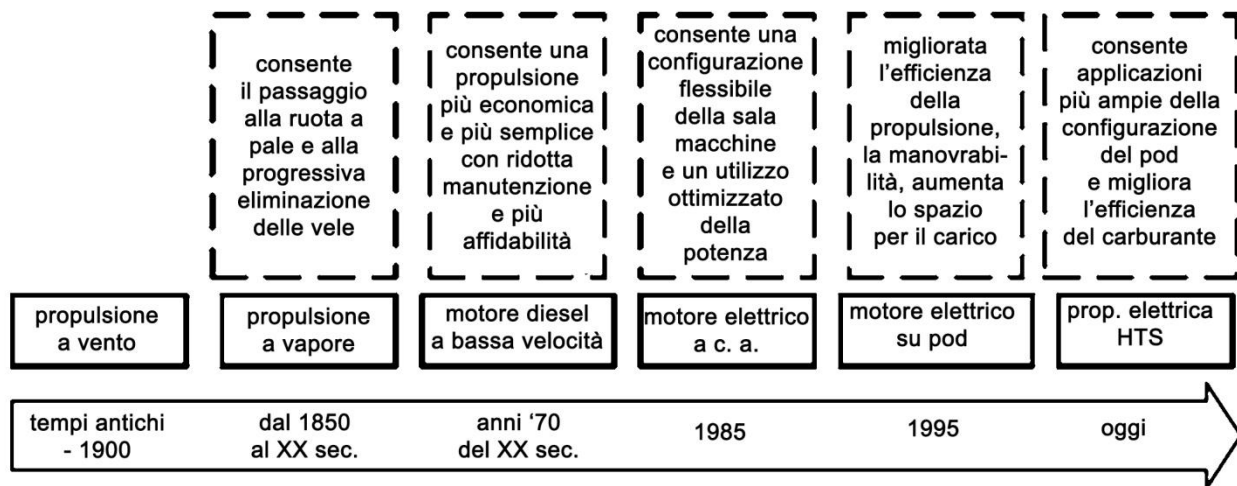 consente
il passaggio
alla ruota a
pale e alla
progressiva
eliminazione
delle vele
consente una
propulsione
più economica
e più semplice
con ridotta
manutenzione
e più
affidabilità
consente una
configurazione
flessibile
della sala
macchine
e un utilizzo
ottimizzato
della
potenza
migliorata
l'efficienza
della
propulsione,
la manovrabi-
lità, aumenta
lo spazio
per il carico
consente
applicazioni
più ampie della
configurazione
del pod
e migliora
l'efficienza
del carburante
propulsione
a vento
propulsione
a vapore
motore diesel
a bassa velocità
motore elettrico
a c. a.
motore elettrico
su pod
prop. elettrica
HTS
tempi antichi
- 1900
dal 1850
al XX sec.
anni '70
del XX sec.
1985
1995
oggi